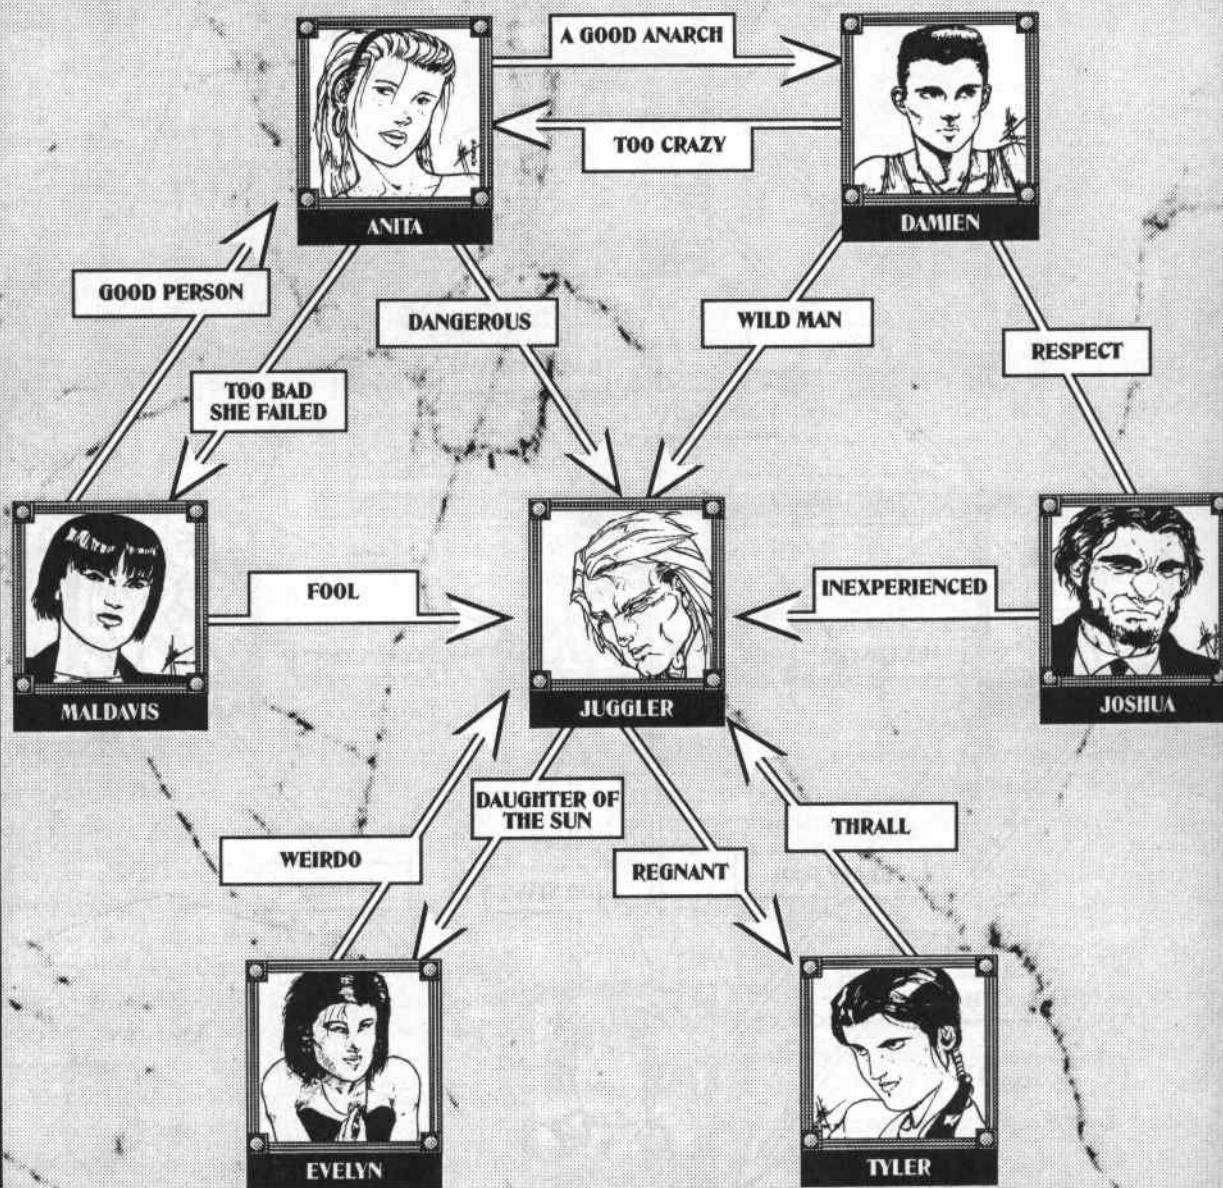 A GOOD ANARCH
TOO CRAZY
ANITA
DAMIEN
GOOD PERSON
DANGEROUS
WILD MAN
RESPECT
TOO BAD
SHE FAILED
FOOL
INEXPERIENCED
MALDAVIS
JUGGLER
JOSHUA
DAUGHTER OF
THE SUN
WEIRDO
THRALL
REGNANT
EVELYN
TYLER